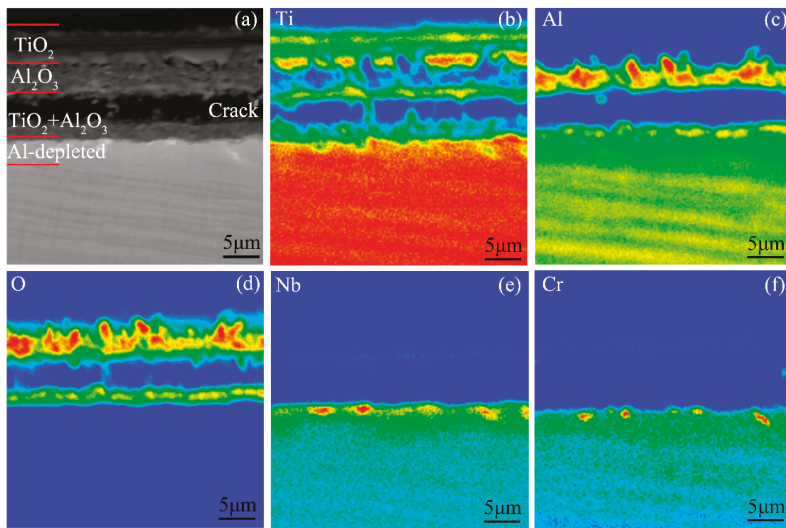 (a)
TiO2
Al2O3
Crack
TiO2+Al2O3
Al-depleted
5μm
Ti (b)
5μm
Al (c)
5μm
O (d)
5μm
Nb (e)
5μm
Cr (f)
5μm